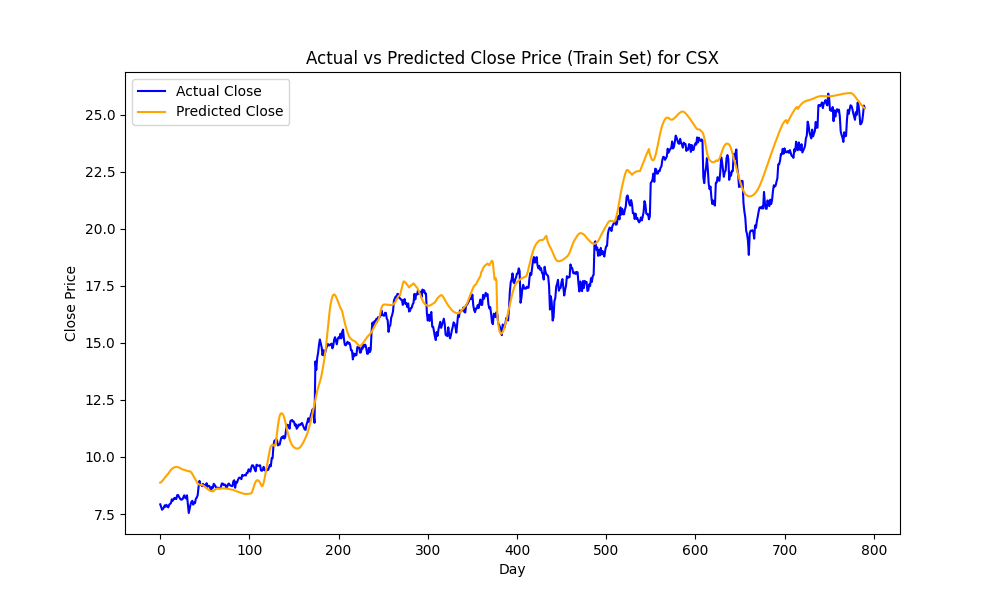 Actual vs Predicted Close Price (Train Set) for CSX
Actual Close
Predicted Close
25.0
22.5
20.0
17.5
15.0
12.5
10.0
7.5
Close Price
0 100 200 300 400 500 600 700 800
Day